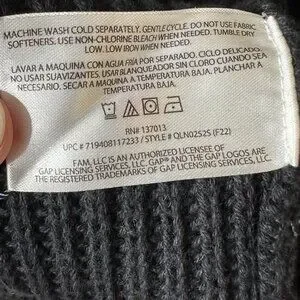 MACHINE WASH COLD SEPARATELY. GENTLE CYCLE. DO NOT USE FABRIC
SOFTENERS. USE NON-CHLORINE BLEACH WHEN NEEDED. TUMBLE DRY
LOW. LOW IRON WHEN NEEDED.
LAVAR A MAQUINA CON AGUA FRÍA POR SEPARADO. CICLO DELICADO.
NO USAR SUAVIZANTES. USAR BLANQUEADOR SIN CLORO CUANDO SEA
NECESARIO. SECAR A MAQUINA A TEMPERATURA BAJA. PLANCHAR A
TEMPERATURA BAJA.
RN# 137013
UPC # 719408117233 / STYLE # QLN0252S (F22)
FAM, LLC IS AN AUTHORIZED LICENSEE OF
GAP LICENSING SERVICES, LLC. GAP® AND THE GAP LOGOS ARE
THE REGISTERED TRADEMARKS OF GAP LICENSING SERVICES, LLC.